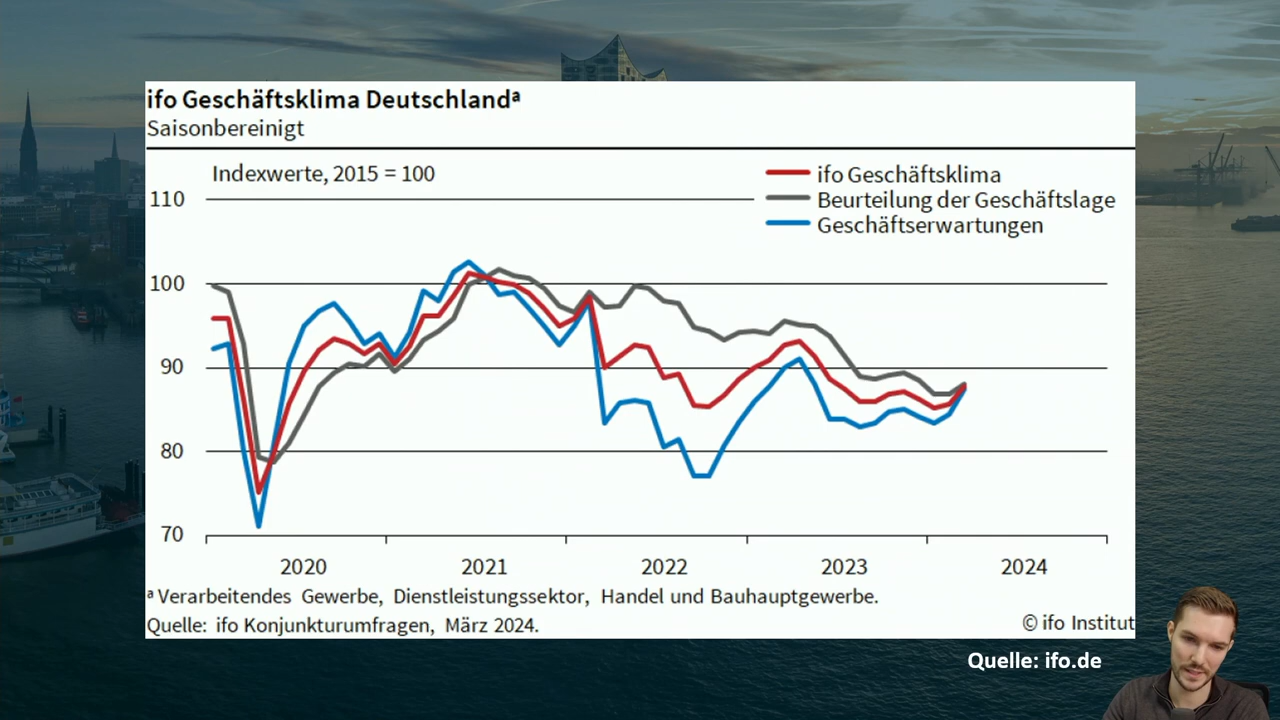 ifo Geschäftsklima Deutschlandᵃ
Saisonbereinigt
Indexwerte, 2015 = 100
ifo Geschäftsklima
Beurteilung der Geschäftslage
Geschäftserwartungen
110
100
90
80
70
2020 2021 2022 2023 2024
ᵃ Verarbeitendes Gewerbe, Dienstleistungssektor, Handel und Bauhauptgewerbe.
Quelle: ifo Konjunkturumfragen, März 2024.
© ifo Institut
Quelle: ifo.de